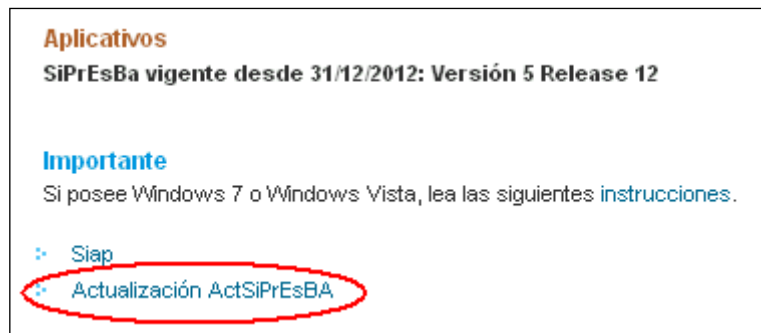 Aplicativos
SiPrEsBa vigente desde 31/12/2012: Versión 5 Release 12
Importante
Si posee Windows 7 o Windows Vista, lea las siguientes instrucciones.
Siap
Actualización ActSiPrEsBA